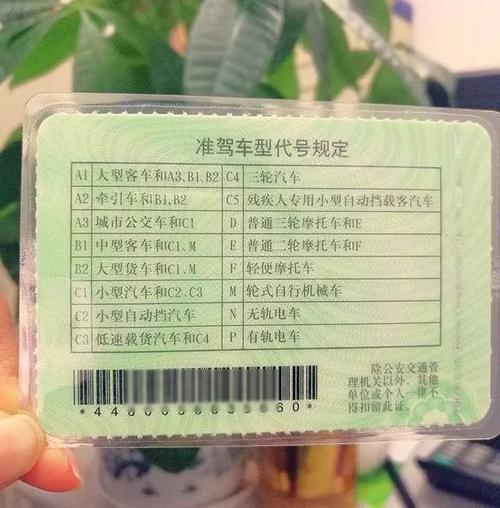 准驾车型代号规定
A1 大型客车和A3,B1,B2 C4 三轮汽车
A2 牵引车和B1,B2 C5 残疾人专用小型自动挡载客汽车
A3 城市公交车和C1 D 普通三轮摩托车和E
B1 中型客车和C1,M E 普通二轮摩托车和F
B2 大型货车和C1,M F 轻便摩托车
C1 小型汽车和C2,C3 M 轮式自行机械车
C2 小型自动挡汽车 N 无轨电车
C3 低速载货汽车和C4 P 有轨电车
除公安交通管
理机关以外，其他
单位或个人一律不
得扣留此证。